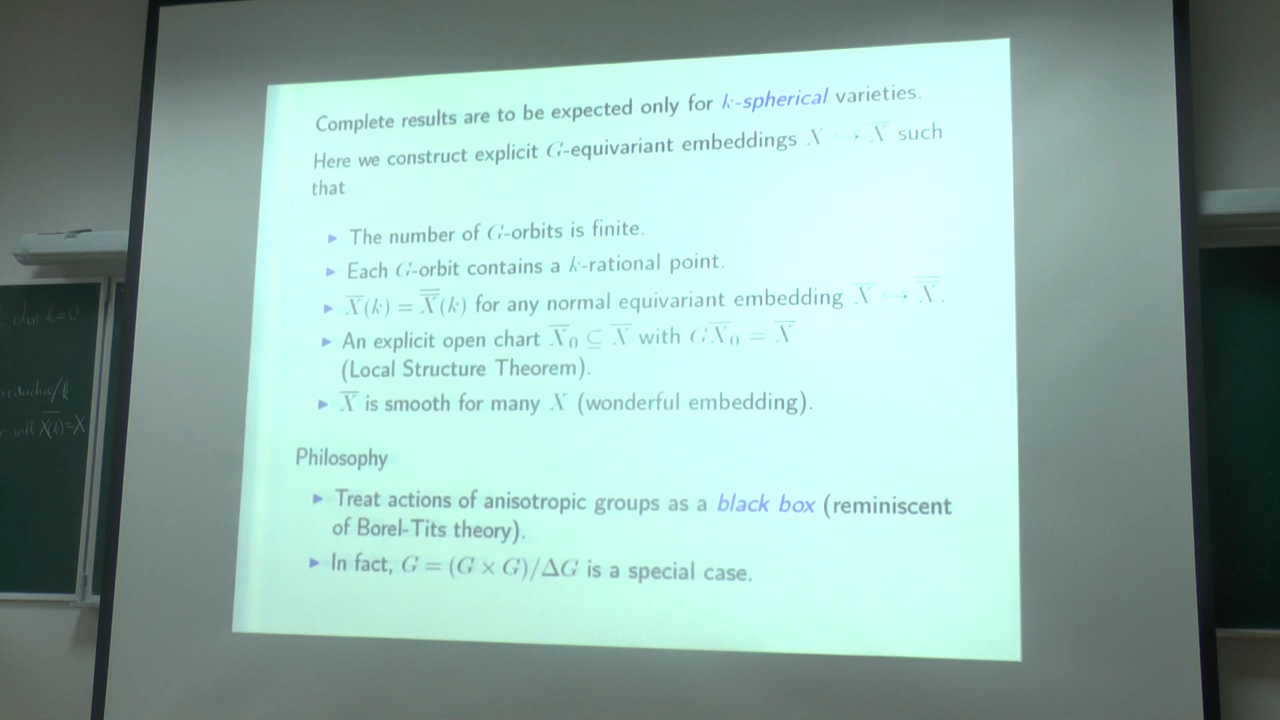 Complete results are to be expected only for k-spherical varieties.
Here we construct explicit G-equivariant embeddings X → X̅ such
that
▸ The number of G-orbits is finite.
▸ Each G-orbit contains a k-rational point.
▸ X̅(k) = X̿(k) for any normal equivariant embedding X̅ → X̿.
▸ An explicit open chart X̅₀ ⊆ X̅ with GX̅₀ = X̅
(Local Structure Theorem).
▸ X̅ is smooth for many X (wonderful embedding).
Philosophy
▸ Treat actions of anisotropic groups as a black box (reminiscent
of Borel-Tits theory).
▸ In fact, G = (G × G)/ΔG is a special case.
char k=0
/k
X̅(k)=X